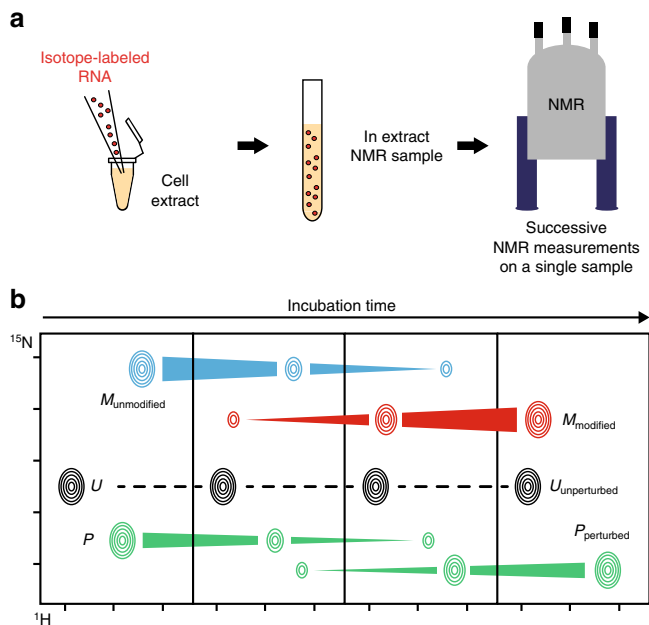 a
Isotope-labeled
RNA
Cell
extract
In extract
NMR sample
NMR
Successive
NMR measurements
on a single sample
b
Incubation time
15N
Munmodified
Mmodified
U
Uunperturbed
P
Pperturbed
1H